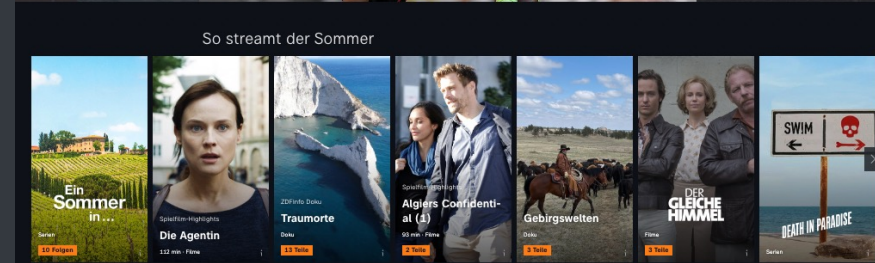 So streamt der Sommer
Ein
Sommer
in ...
Serien
10 Folgen
Spielfilm-Highlights
Die Agentin
112 min · Filme
ZDFinfo Doku
Traumorte
Doku
13 Teile
Spielfilm-Highlights
Algiers Confidenti-
al (1)
93 min · Filme
2 Teile
Gebirgswelten
Doku
3 Teile
DER
GLEICHE
HIMMEL
Filme
3 Teile
SWIM
DEATH IN PARADISE
Serien